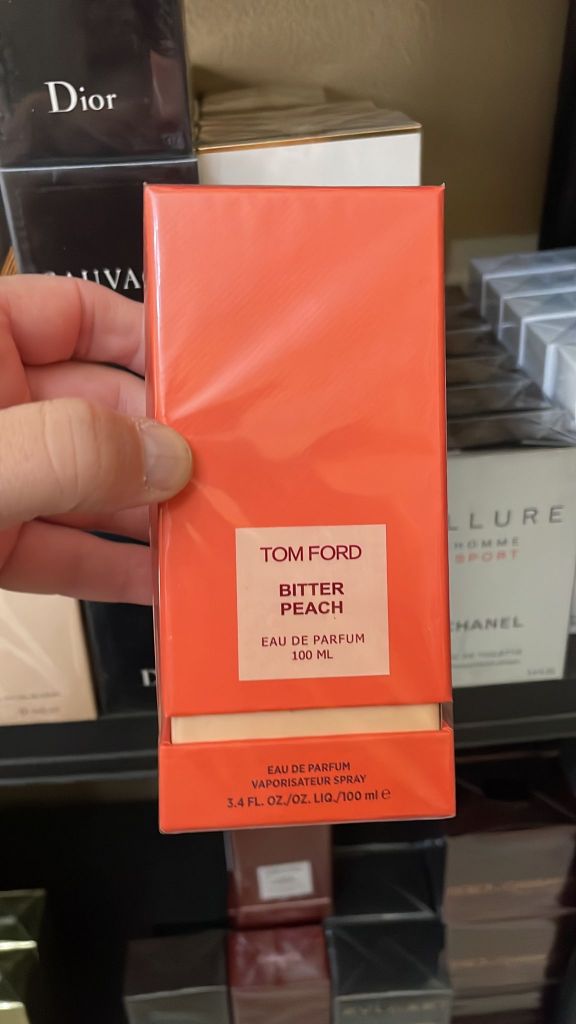 Dior
SAUVAG
TOM FORD
BITTER
PEACH
EAU DE PARFUM
100 ML
EAU DE PARFUM
VAPORISATEUR SPRAY
3.4 FL. OZ./OZ. LIQ./100 ml ℮
LLURE
HOMME
SPORT
CHANEL